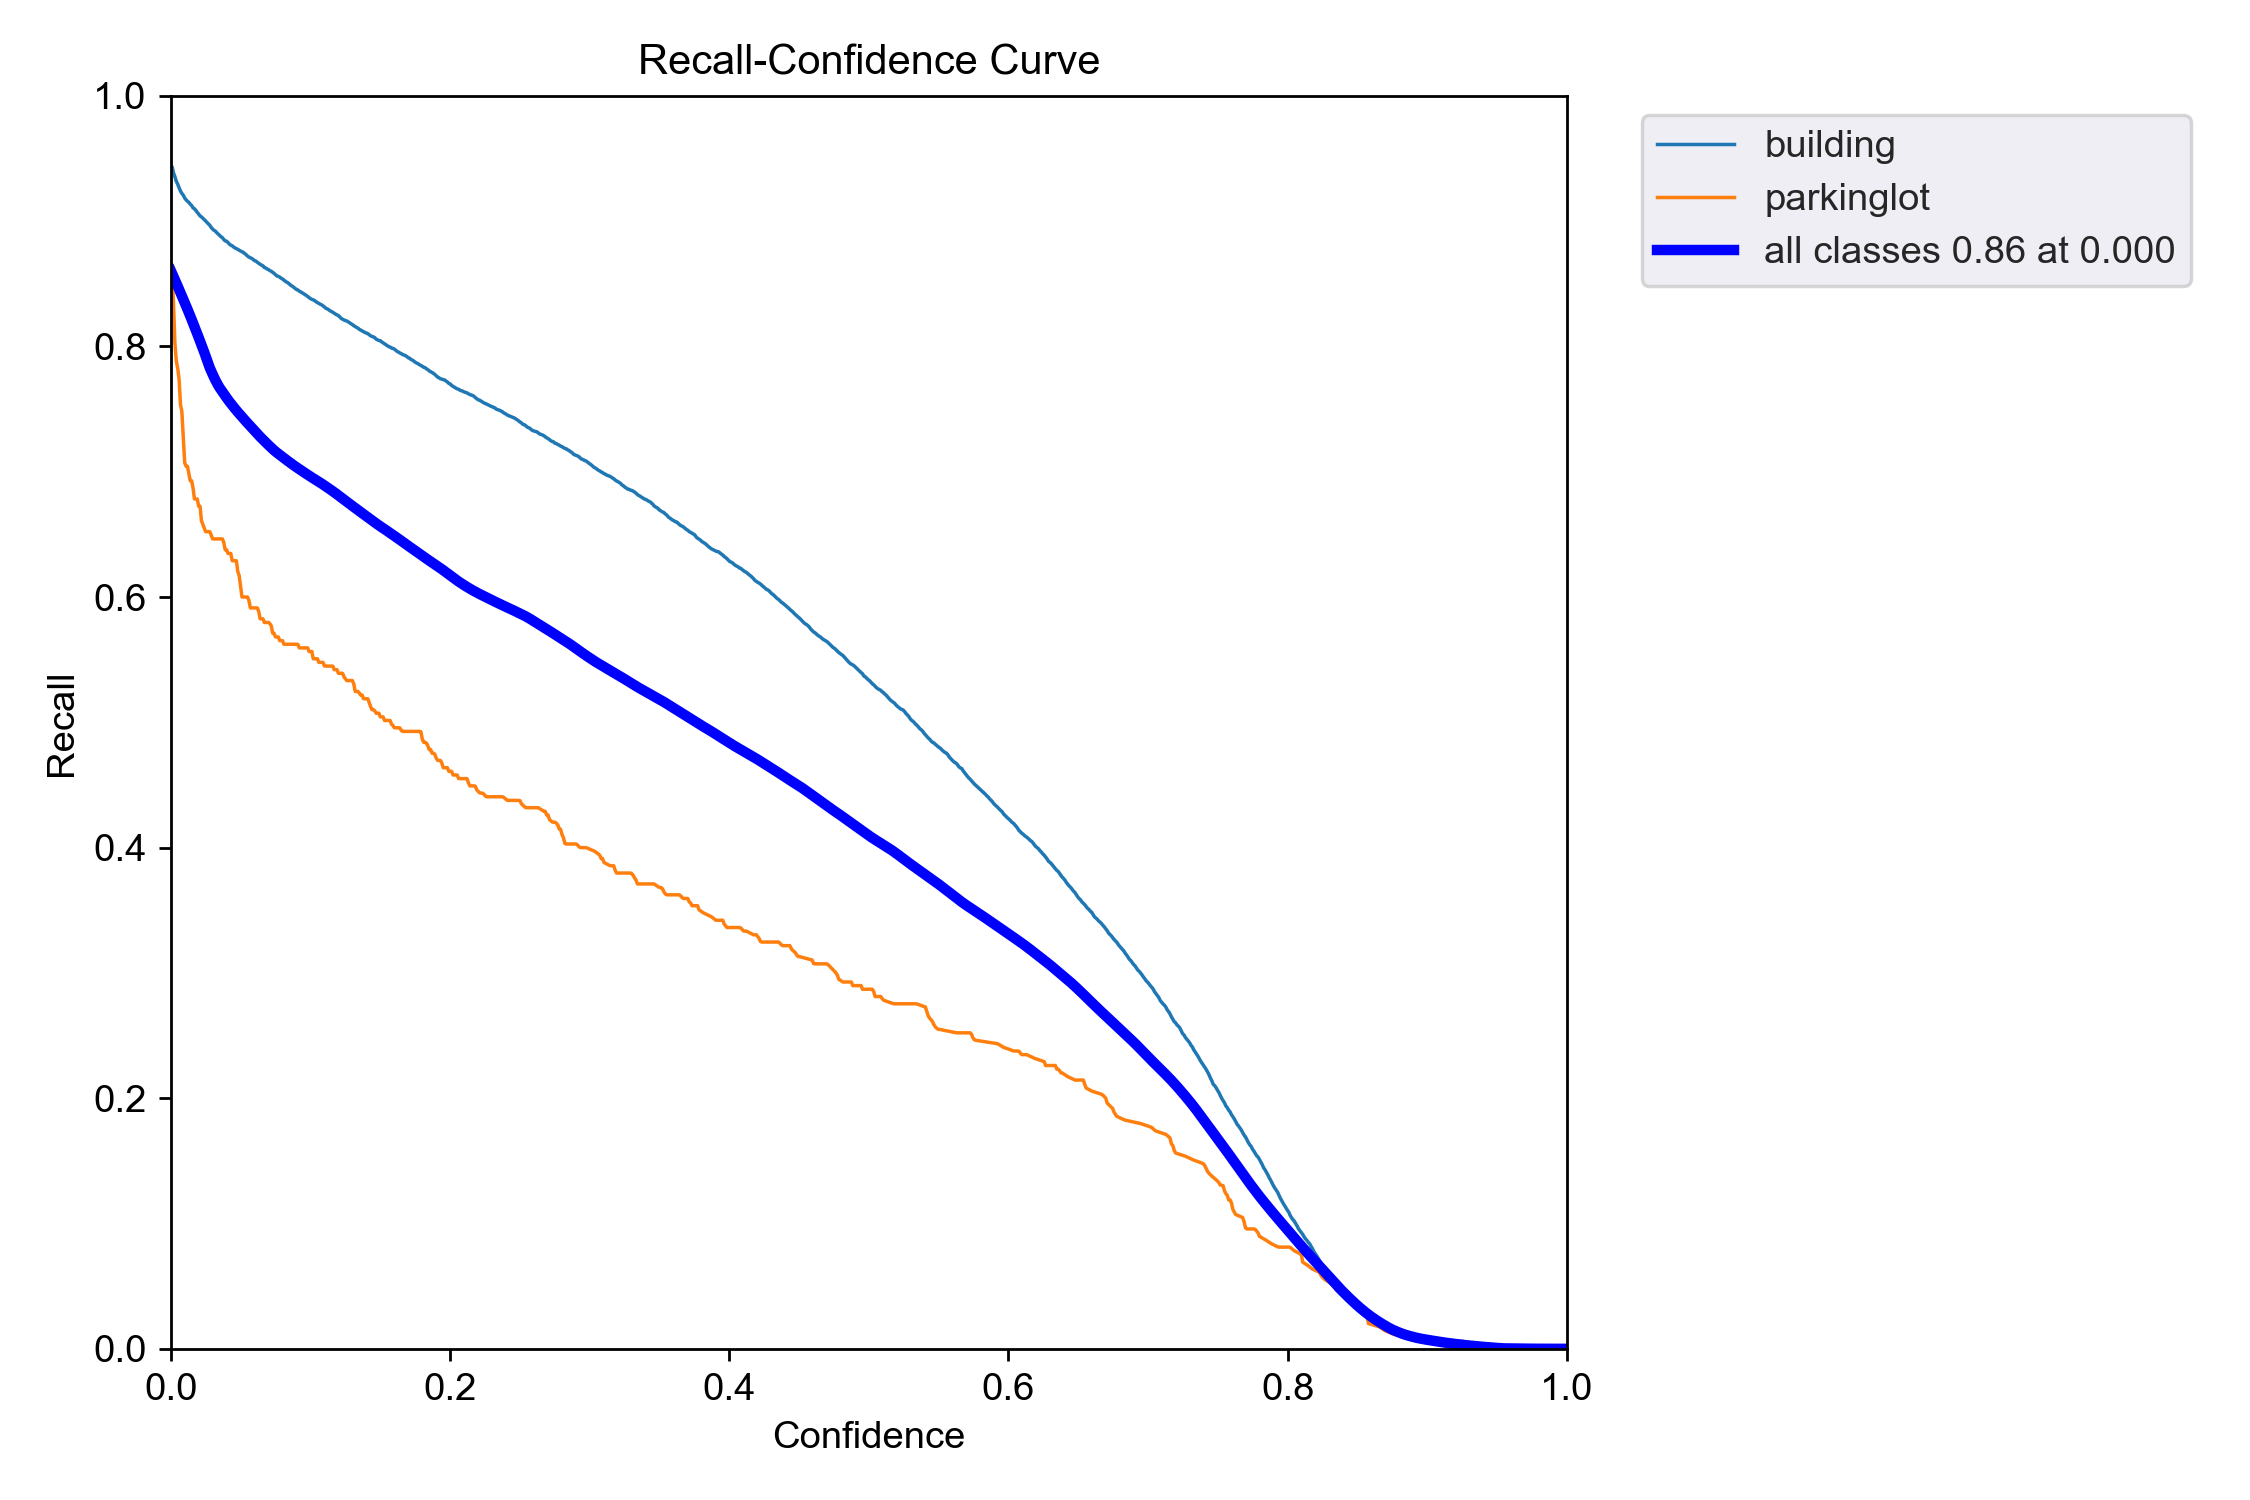 Recall-Confidence Curve
1.0
0.8
0.6
0.4
0.2
0.0
Recall
0.0 0.2 0.4 0.6 0.8 1.0
Confidence
building
parkinglot
all classes 0.86 at 0.000